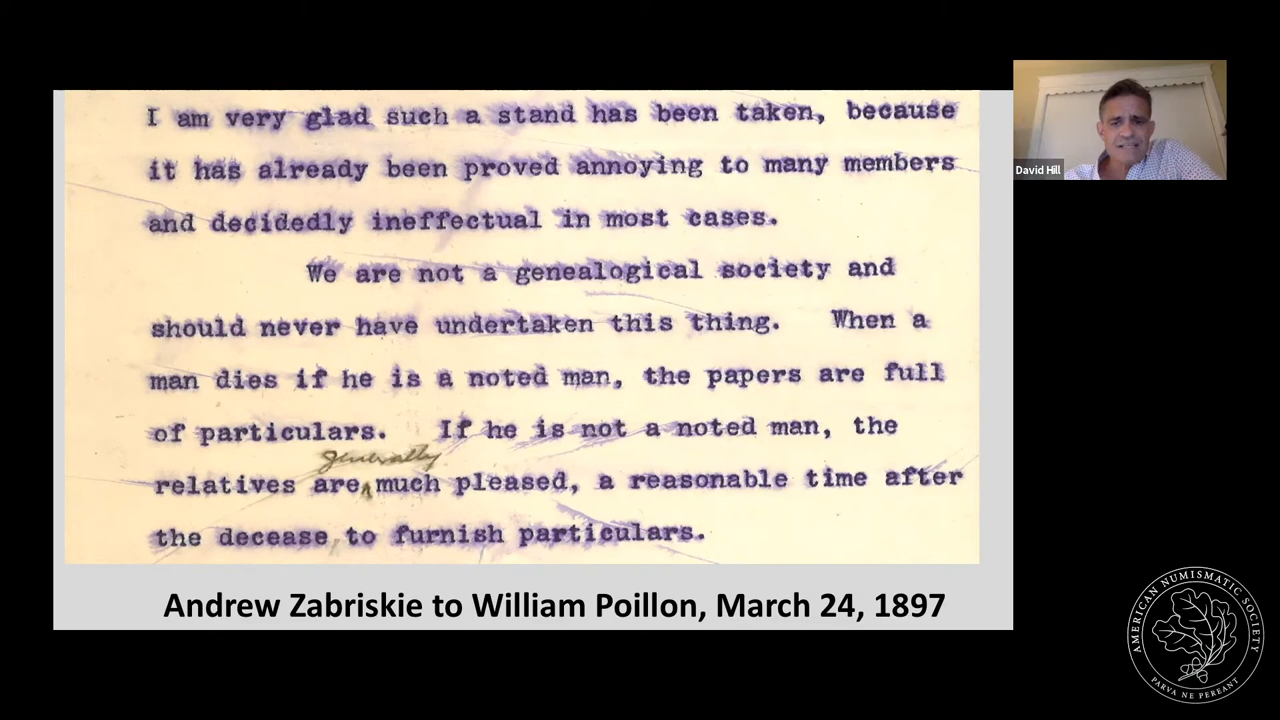 I am very glad such a stand has been taken, because
it has already been proved annoying to many members
and decidedly ineffectual in most cases.
We are not a genealogical society and
should never have undertaken this thing. When a
man dies if he is a noted man, the papers are full
of particulars. If he is not a noted man, the
generally
relatives are much pleased, a reasonable time after
the decease, to furnish particulars.
Andrew Zabriskie to William Poillon, March 24, 1897
David Hill
AMERICAN NUMISMATIC SOCIETY
PARVA NE PEREANT